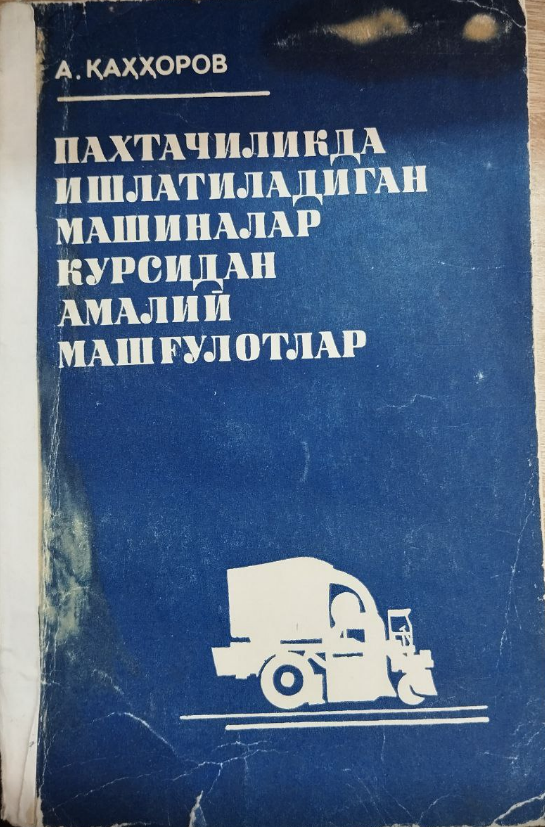 А. ҚАҲҲОРОВ
ПАХТАЧИЛИКДА
ИШЛАТИЛАДИГАН
МАШИНАЛАР
КУРСИДАН
АМАЛИЙ
МАШҒУЛОТЛАР